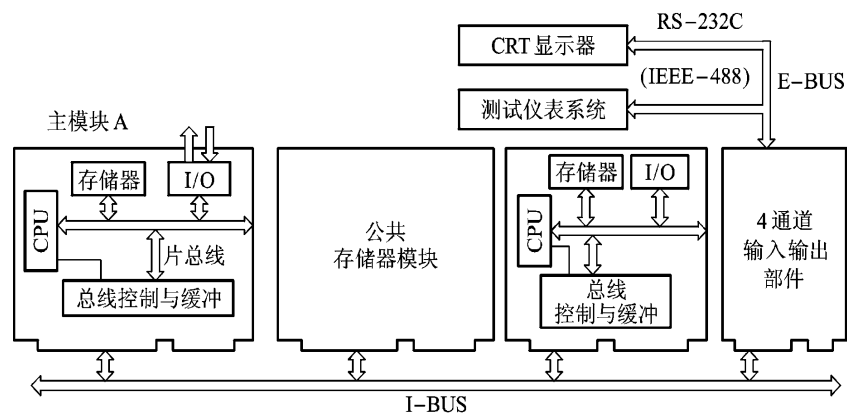 RS-232C
CRT显示器
(IEEE-488)
E-BUS
测试仪表系统
主模块A
存储器
I/O
CPU
片总线
总线控制与缓冲
公共
存储器模块
存储器
I/O
CPU
总线
控制与缓冲
4通道
输入输出
部件
I-BUS